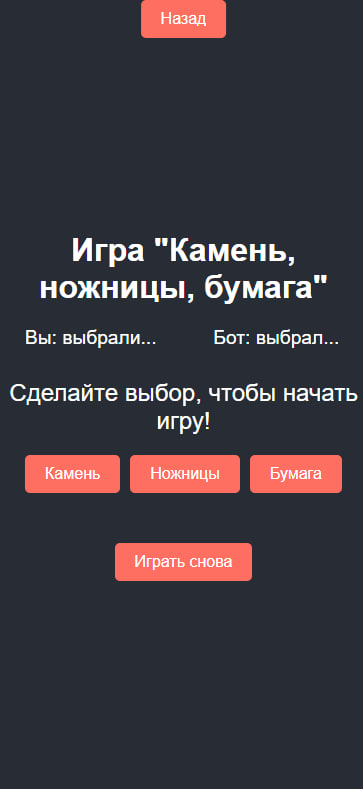 Назад
Игра "Камень,
ножницы, бумага"
Вы: выбрали... Бот: выбрал...
Сделайте выбор, чтобы начать
игру!
Камень Ножницы Бумага
Играть снова